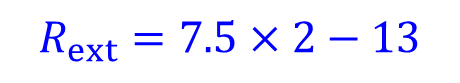 R_ext = 7.5 × 2 − 13